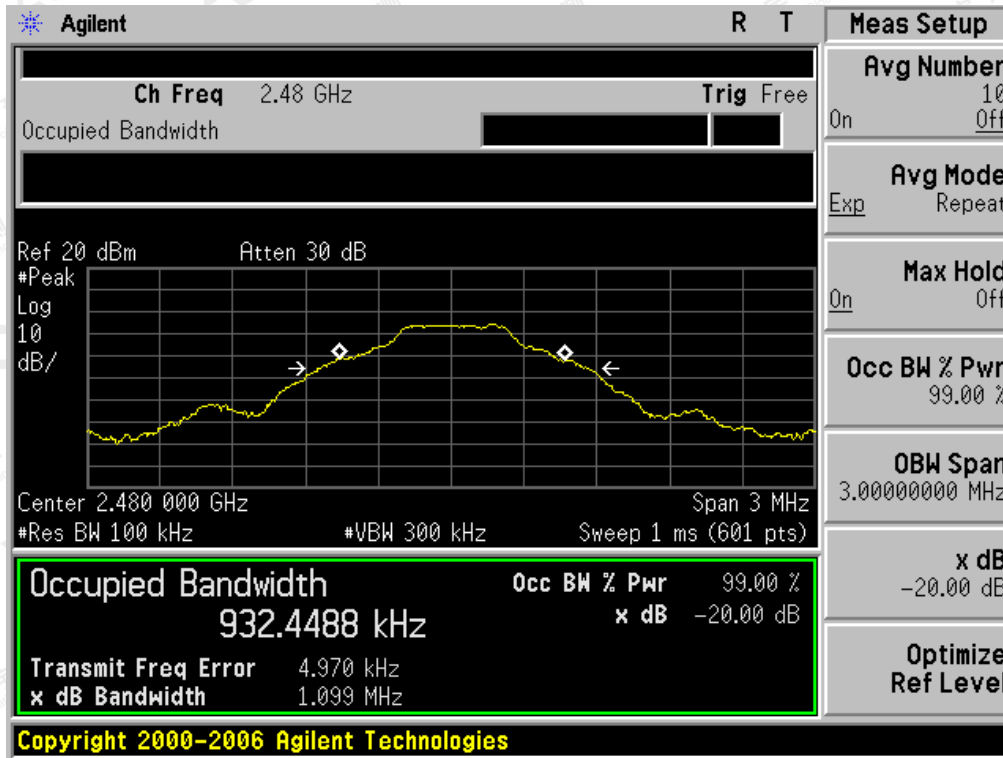 Agilent R T Meas Setup
Avg Number
10
On Off
Ch Freq 2.48 GHz Trig Free
Occupied Bandwidth
Avg Mode
Exp Repeat
Ref 20 dBm Atten 30 dB
#Peak
Log
10
dB/
Max Hold
On Off
Occ BW % Pwr
99.00 %
OBW Span
3.00000000 MHz
Center 2.480 000 GHz Span 3 MHz
#Res BW 100 kHz #VBW 300 kHz Sweep 1 ms (601 pts)
x dB
-20.00 dB
Optimize
Ref Level
Occupied Bandwidth Occ BW % Pwr 99.00 %
932.4488 kHz x dB -20.00 dB
Transmit Freq Error 4.970 kHz
x dB Bandwidth 1.099 MHz
Copyright 2000-2006 Agilent Technologies